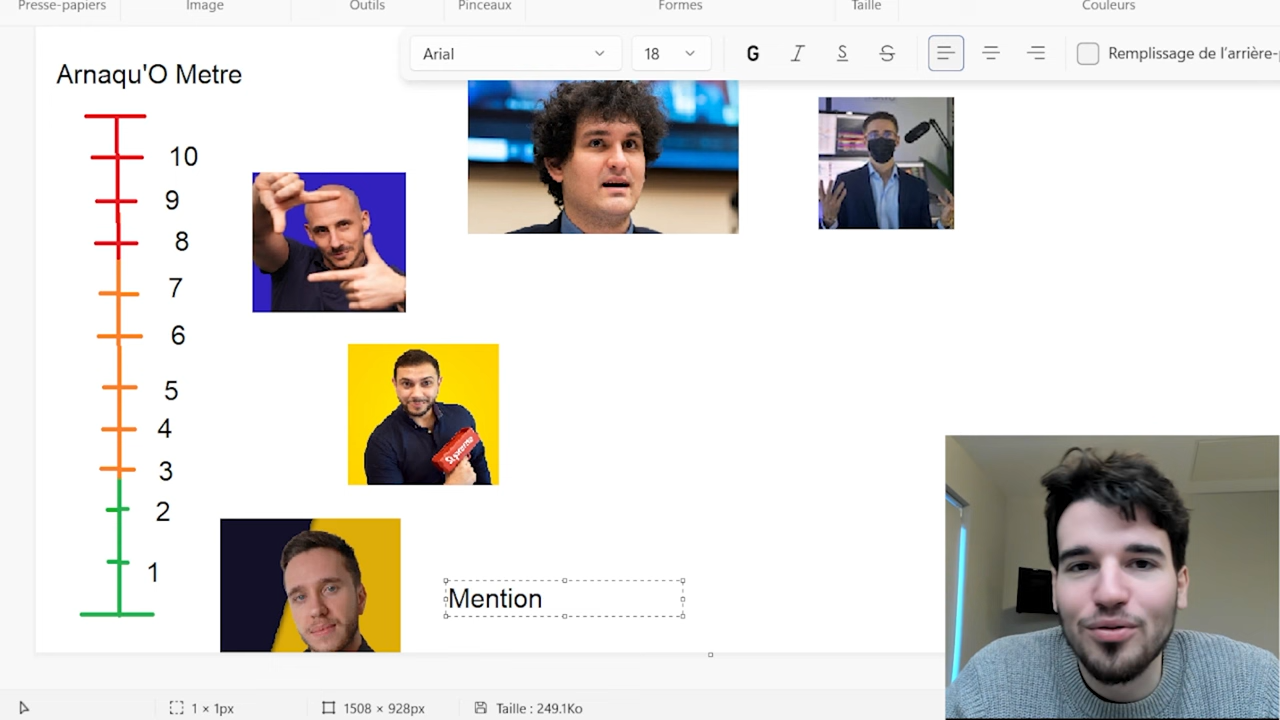 Presse-papiers Image Outils Pinceaux Formes Taille Couleurs
Arial 18 G I S S Remplissage de l'arrière-
Arnaqu'O Metre
10
9
8
7
6
5
4
3
2
1
Supreme
Mention
1 × 1px 1508 × 928px Taille : 249.1Ko